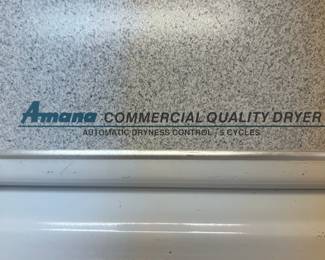 Amana COMMERCIAL QUALITY DRYER
AUTOMATIC DRYNESS CONTROL / 5 CYCLES